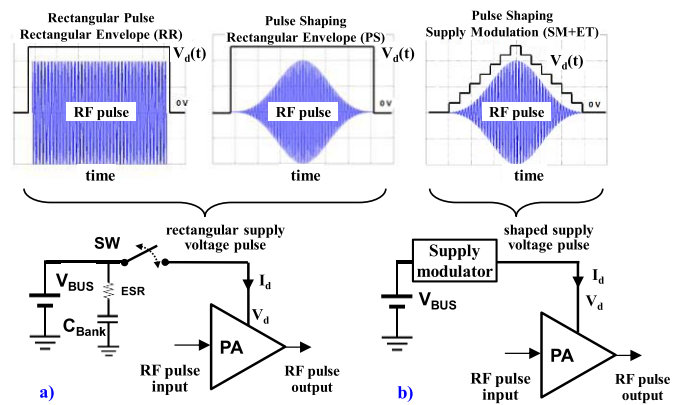 Rectangular Pulse
Rectangular Envelope (RR)
Vd(t)
RF pulse
0 V
time
Pulse Shaping
Rectangular Envelope (PS)
Vd(t)
RF pulse
0 V
time
Pulse Shaping
Supply Modulation (SM+ET)
Vd(t)
RF pulse
0 V
time
rectangular supply
voltage pulse
SW
VBUS
ESR
CBank
Id
Vd
PA
RF pulse
input
RF pulse
output
a)
shaped supply
voltage pulse
Supply
modulator
VBUS
Id
Vd
PA
RF pulse
input
RF pulse
output
b)